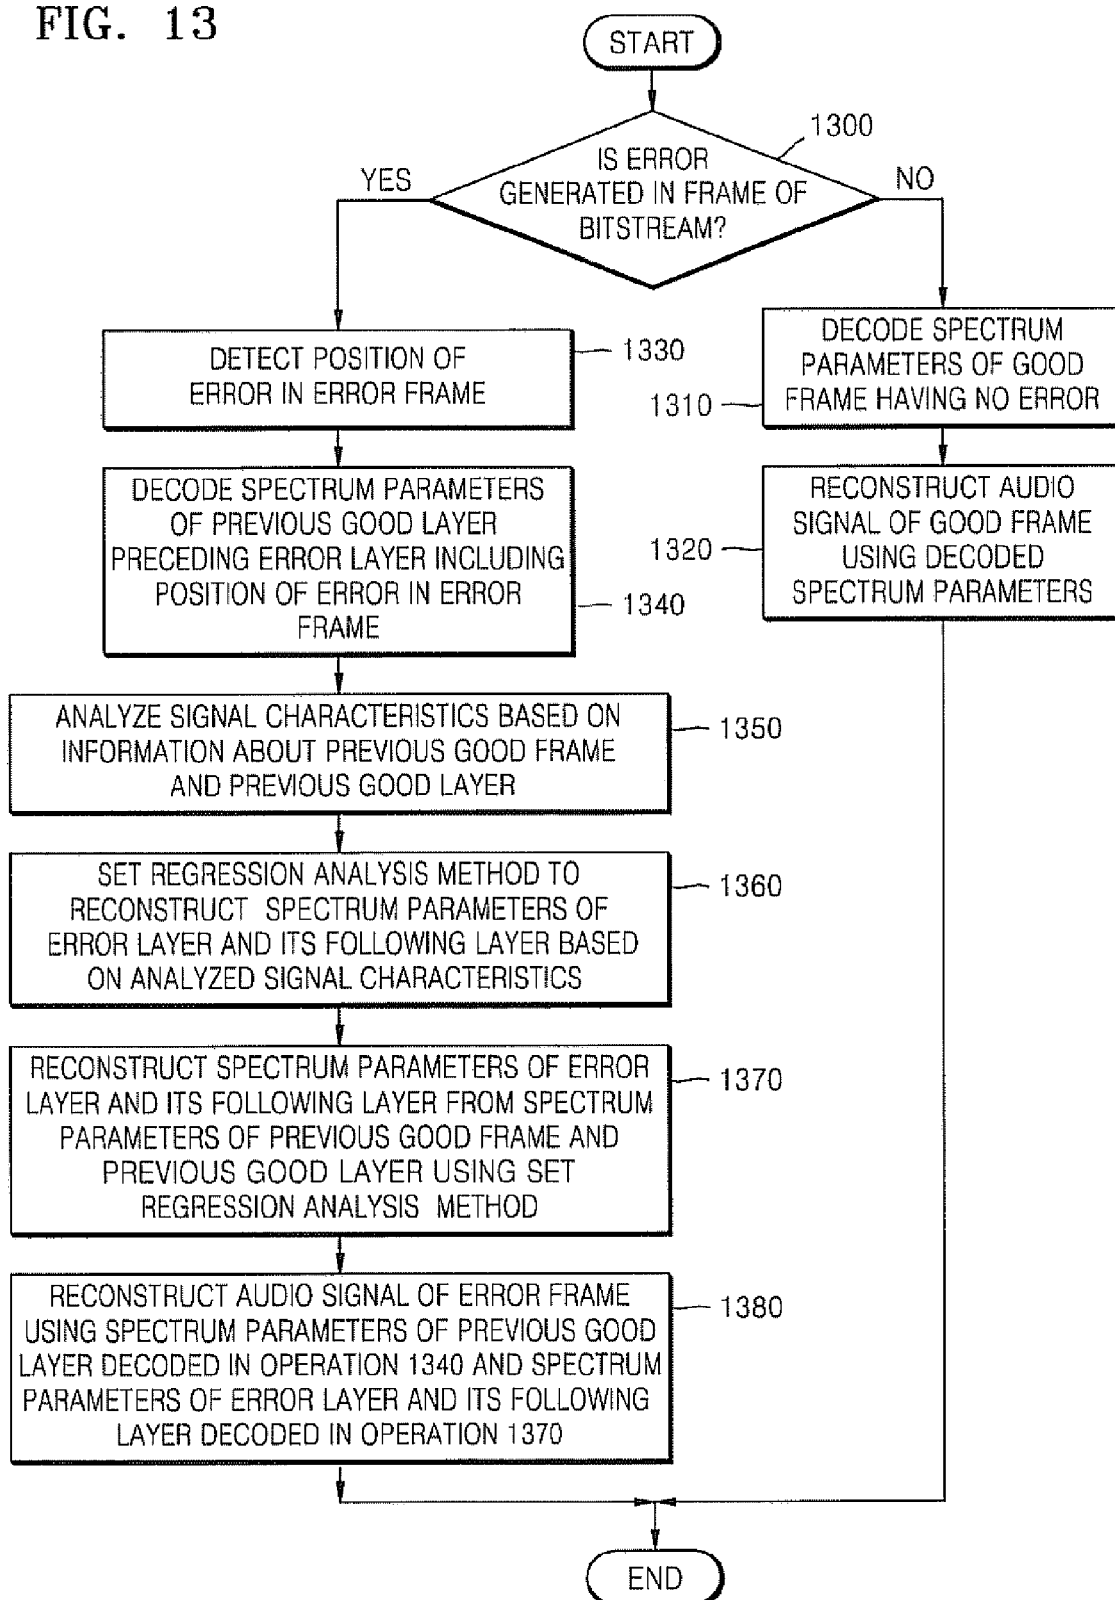 FIG. 13
START
1300
IS ERROR
GENERATED IN FRAME OF
BITSTREAM?
YES
NO
DETECT POSITION OF
ERROR IN ERROR FRAME
1330
DECODE SPECTRUM
PARAMETERS OF GOOD
FRAME HAVING NO ERROR
1310
DECODE SPECTRUM PARAMETERS
OF PREVIOUS GOOD LAYER
PRECEDING ERROR LAYER INCLUDING
POSITION OF ERROR IN ERROR
FRAME
1340
RECONSTRUCT AUDIO
SIGNAL OF GOOD FRAME
USING DECODED
SPECTRUM PARAMETERS
1320
ANALYZE SIGNAL CHARACTERISTICS BASED ON
INFORMATION ABOUT PREVIOUS GOOD FRAME
AND PREVIOUS GOOD LAYER
1350
SET REGRESSION ANALYSIS METHOD TO
RECONSTRUCT SPECTRUM PARAMETERS OF
ERROR LAYER AND ITS FOLLOWING LAYER BASED
ON ANALYZED SIGNAL CHARACTERISTICS
1360
RECONSTRUCT SPECTRUM PARAMETERS OF ERROR
LAYER AND ITS FOLLOWING LAYER FROM SPECTRUM
PARAMETERS OF PREVIOUS GOOD FRAME AND
PREVIOUS GOOD LAYER USING SET
REGRESSION ANALYSIS METHOD
1370
RECONSTRUCT AUDIO SIGNAL OF ERROR FRAME
USING SPECTRUM PARAMETERS OF PREVIOUS GOOD
LAYER DECODED IN OPERATION 1340 AND SPECTRUM
PARAMETERS OF ERROR LAYER AND ITS FOLLOWING
LAYER DECODED IN OPERATION 1370
1380
END